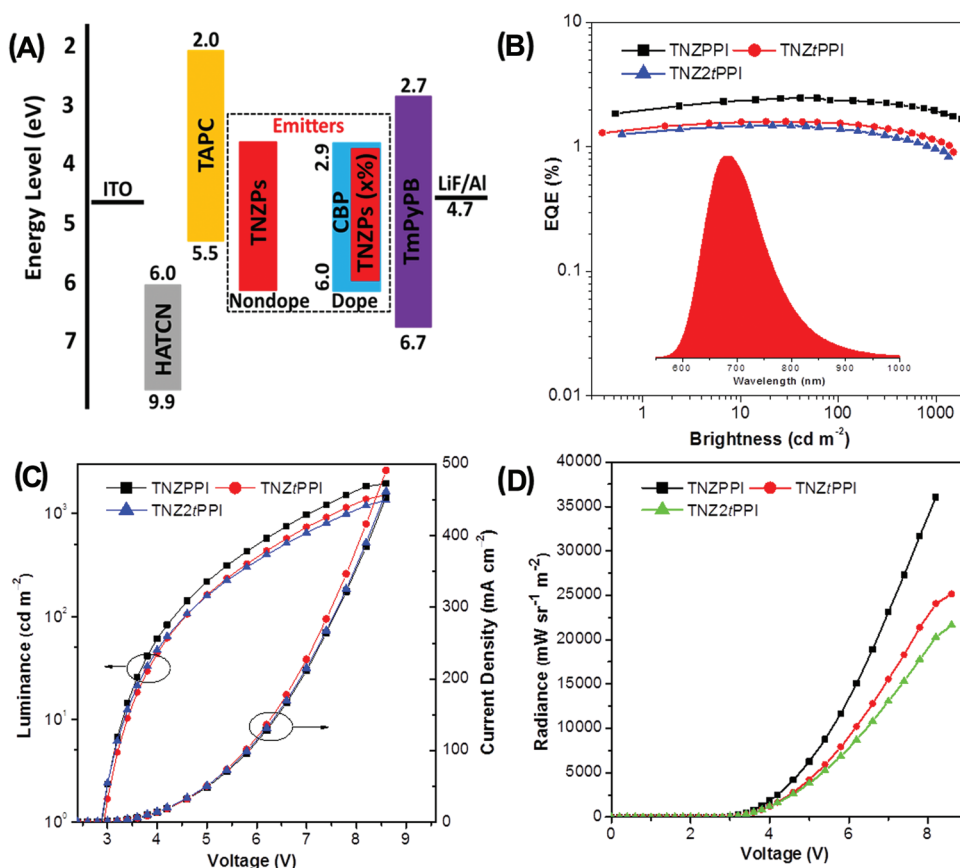 (A)
Energy Level (eV)
2
3
4
5
6
7
ITO
6.0
HATCN
9.9
2.0
TAPC
5.5
Emitters
TNZPs
Nondope
2.9
CBP
6.0
TNZPs (x%)
Dope
2.7
TmPyPB
6.7
LiF/Al
4.7
(B)
EQE (%)
10
1
0.1
0.01
TNZPPI
TNZtPPI
TNZ2tPPI
600 700 800 900 1000
Wavelength (nm)
1 10 100 1000
Brightness (cd m-2)
(C)
Luminance (cd m-2)
10³
10²
10¹
10⁰
TNZPPI
TNZtPPI
TNZ2tPPI
500
400
300
200
100
0
Current Density (mA cm-2)
3 4 5 6 7 8 9
Voltage (V)
(D)
Radiance (mW sr-1 m-2)
40000
35000
30000
25000
20000
15000
10000
5000
0
TNZPPI
TNZtPPI
TNZ2tPPI
0 2 4 6 8
Voltage (V)